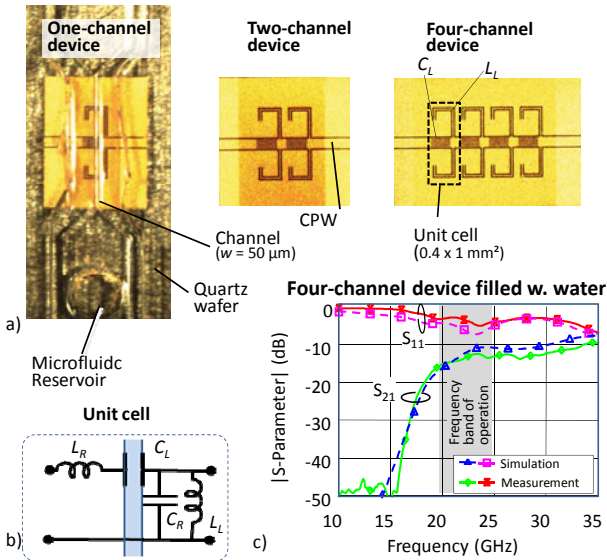 One-channel
device
Two-channel
device
Four-channel
device
C_L
L_L
CPW
Channel
(w = 50 µm)
Unit cell
(0.4 x 1 mm²)
Quartz
wafer
a)
Microfluidc
Reservoir
Unit cell
L_R
C_L
C_R
L_L
b)
Four-channel device filled w. water
|S-Parameter| (dB)
0
-10
-20
-30
-40
-50
S11
S21
Frequency
band of
operation
Simulation
Measurement
10 15 20 25 30 35
Frequency (GHz)
c)